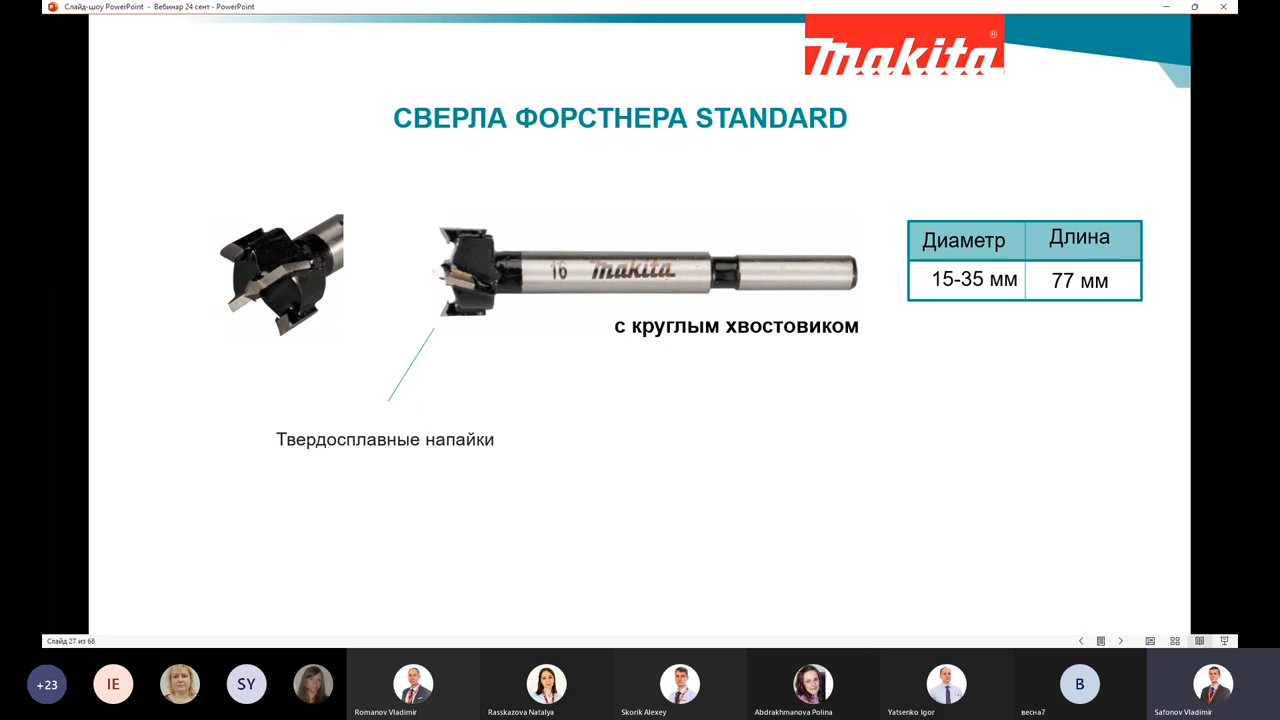 Слайд-шоу PowerPoint - Вебинар 24 сент - PowerPoint
makita®
СВЕРЛА ФОРСТНЕРА STANDARD
Диаметр Длина
15-35 мм 77 мм
16 makita
с круглым хвостовиком
Твердосплавные напайки
Слайд 27 из 68
+23 IE SY B
Romanov Vladimir Rasskazova Natalya Skorik Alexey Abdrakhmanova Polina Yatsenko Igor весна7 Safonov Vladimir